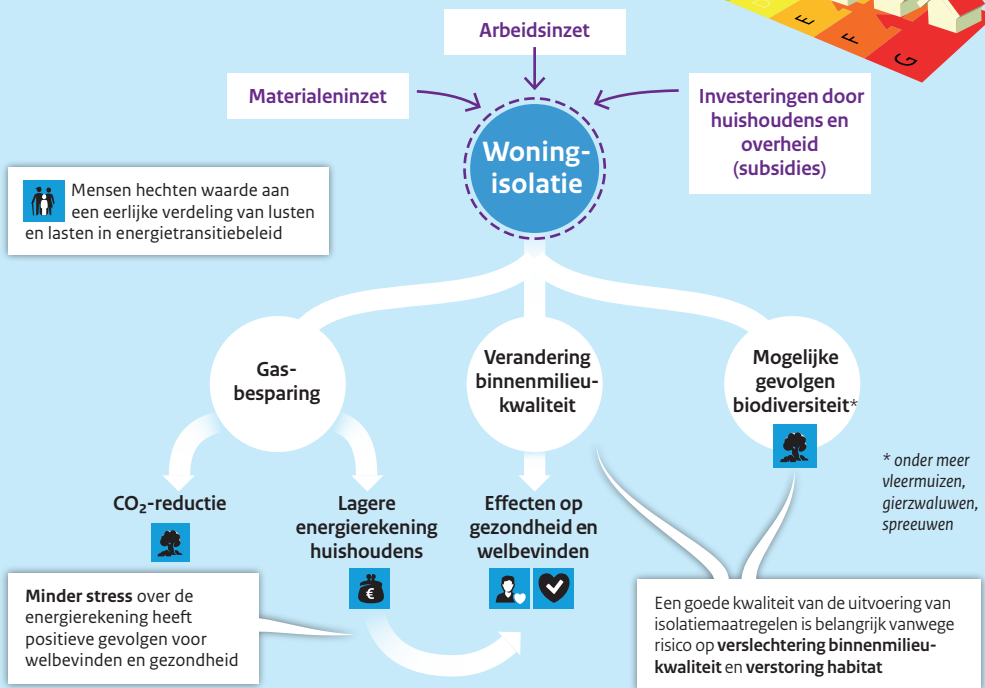 D
E
F
G
Arbeidsinzet
Materialeninzet
Investeringen door
huishoudens en
overheid
(subsidies)
Woning-
isolatie
Mensen hechten waarde aan
een eerlijke verdeling van lusten
en lasten in energietransitiebeleid
Gas-
besparing
Verandering
binnenmilieu-
kwaliteit
Mogelijke
gevolgen
biodiversiteit*
* onder meer
vleermuizen,
gierzwaluwen,
spreeuwen
CO₂-reductie
Lagere
energierekening
huishoudens
€
Effecten op
gezondheid en
welbevinden
Minder stress over de
energierekening heeft
positieve gevolgen voor
welbevinden en gezondheid
Een goede kwaliteit van de uitvoering van
isolatiemaatregelen is belangrijk vanwege
risico op verslechtering binnenmilieu-
kwaliteit en verstoring habitat